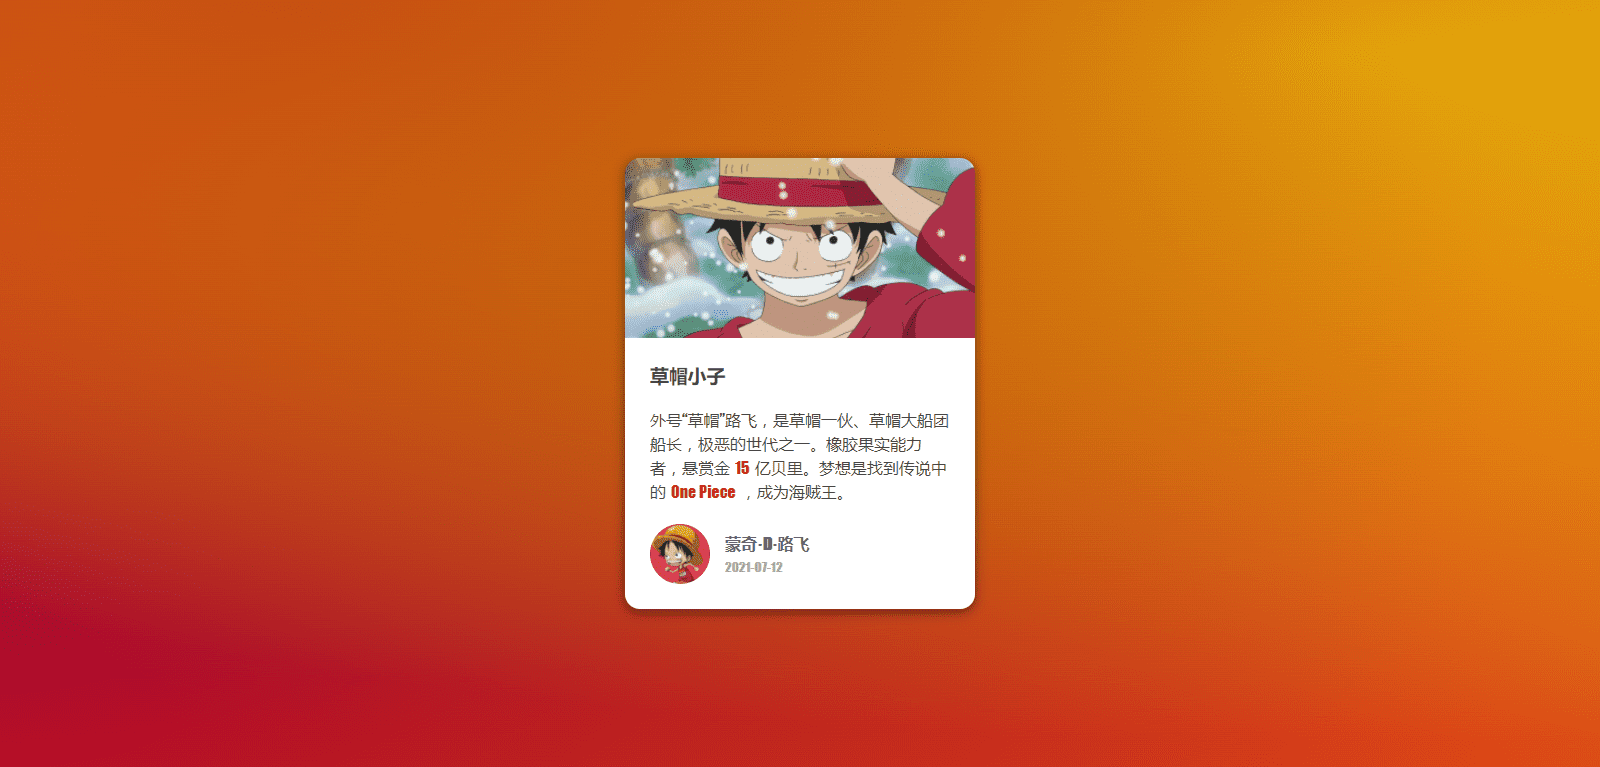 草帽小子
外号“草帽”路飞，是草帽一伙、草帽大船团
船长，极恶的世代之一。橡胶果实能力
者，悬赏金 15 亿贝里。梦想是找到传说中
的 One Piece ，成为海贼王。
蒙奇·D·路飞
2021-07-12